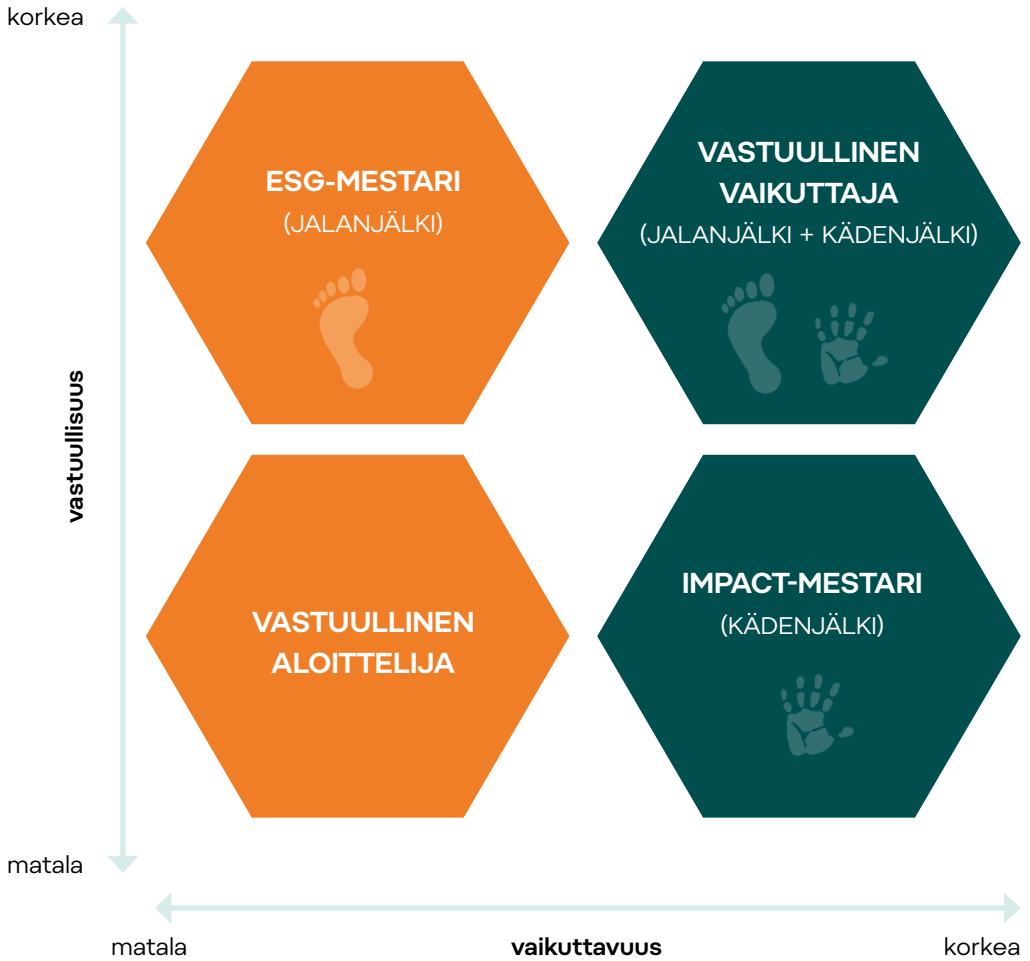 korkea
ESG-MESTARI
(JALANJÄLKI)
VASTUULLINEN
VAIKUTTAJA
(JALANJÄLKI + KÄDENJÄLKI)
vastuullisuus
VASTUULLINEN
ALOITTELIJA
IMPACT-MESTARI
(KÄDENJÄLKI)
matala
matala
vaikuttavuus
korkea